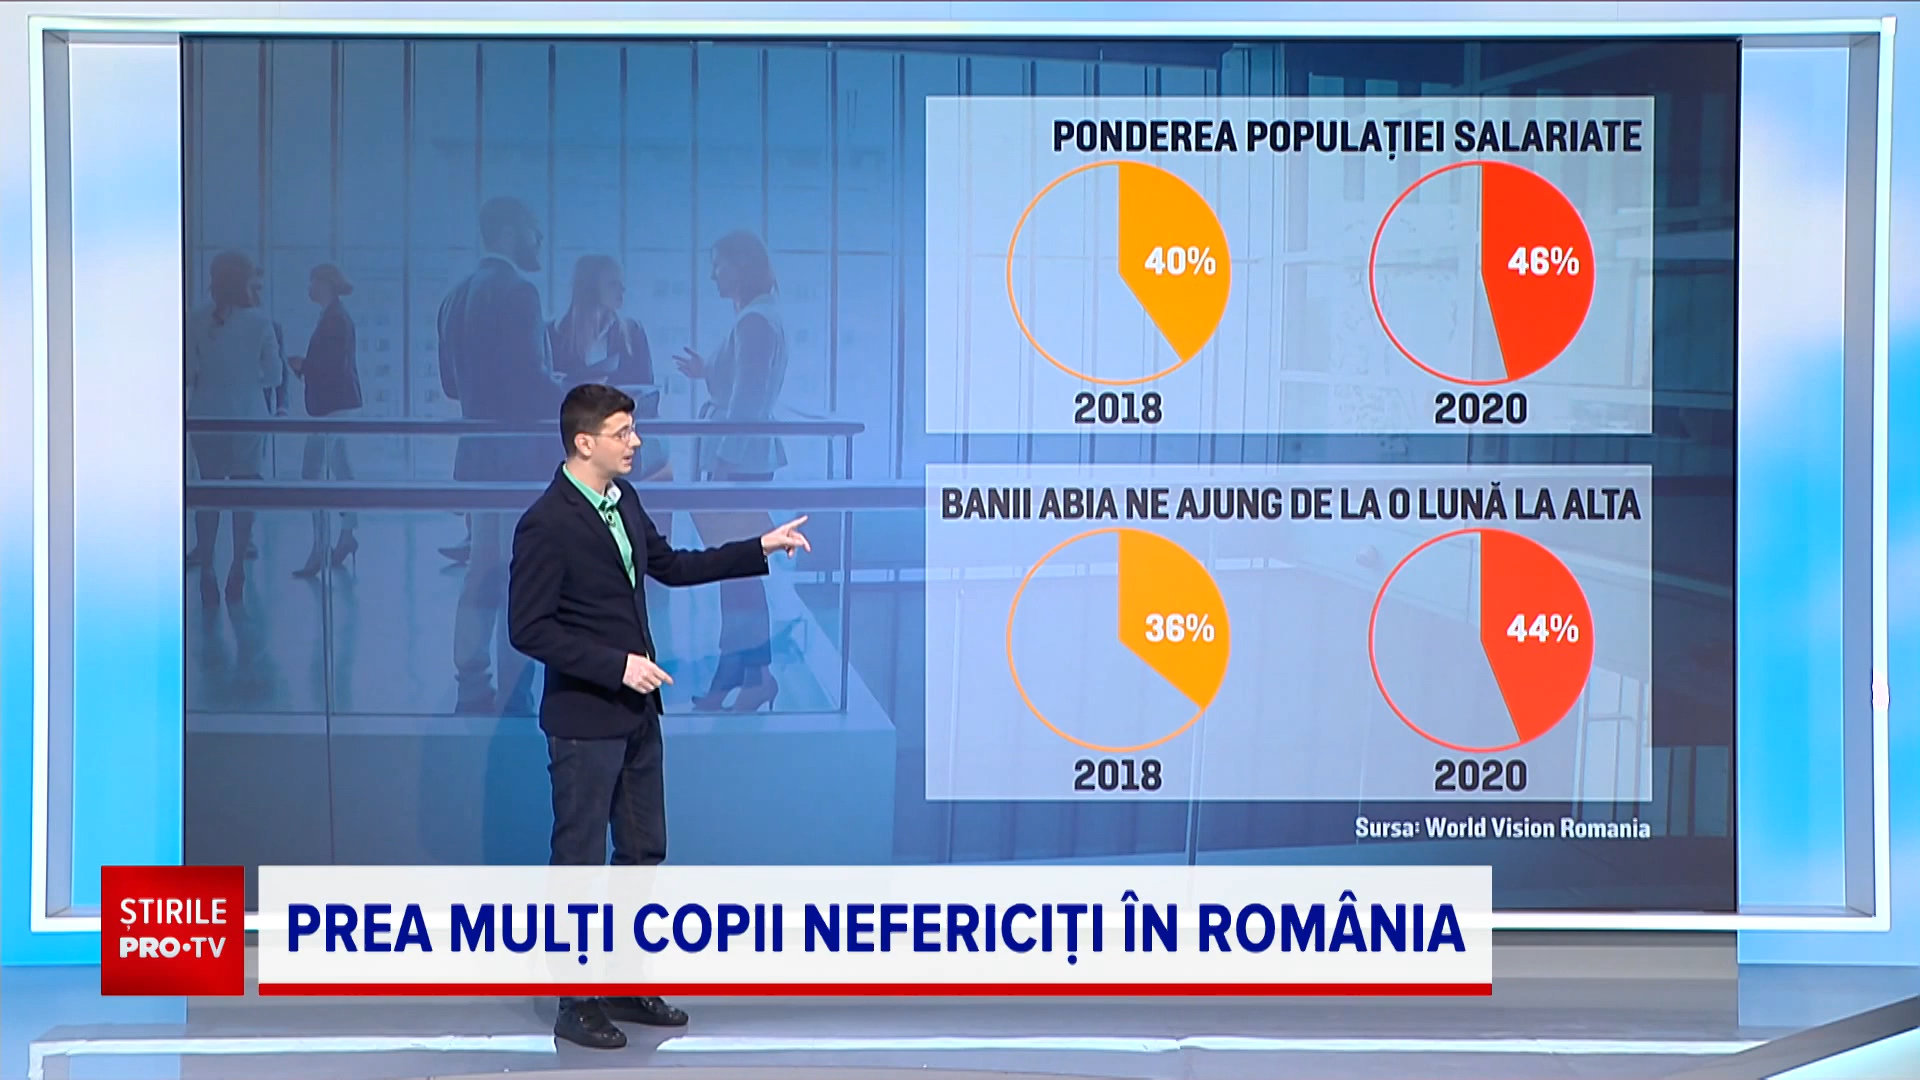 PONDEREA POPULAȚIEI SALARIATE
40%
46%
2018
2020
BANII ABIA NE AJUNG DE LA O LUNĂ LA ALTA
36%
44%
2018
2020
Sursa: World Vision Romania
ȘTIRILE
PRO•TV
PREA MULȚI COPII NEFERICIȚI ÎN ROMÂNIA